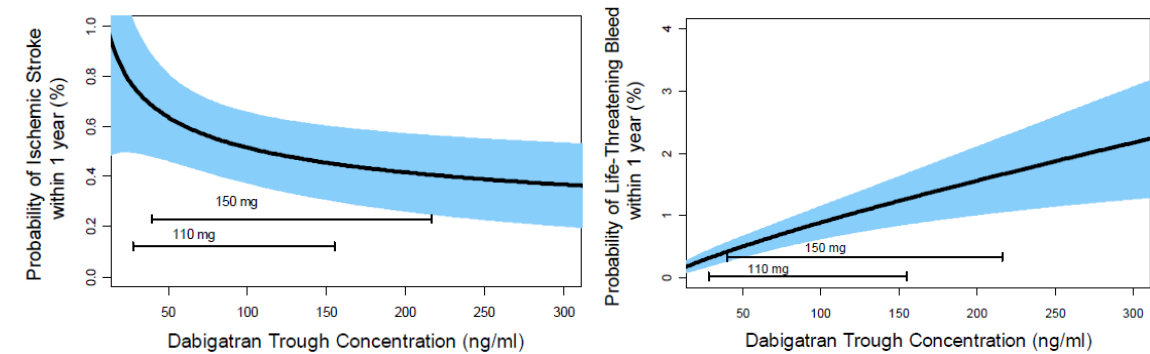 Probability of Ischemic Stroke
within 1 year (%)
1.0
0.8
0.6
0.4
0.2
0.0
150 mg
110 mg
50
100
150
200
250
300
Dabigatran Trough Concentration (ng/ml)
Probability of Life-Threatening Bleed
within 1 year (%)
4
3
2
1
0
150 mg
110 mg
50
100
150
200
250
300
Dabigatran Trough Concentration (ng/ml)